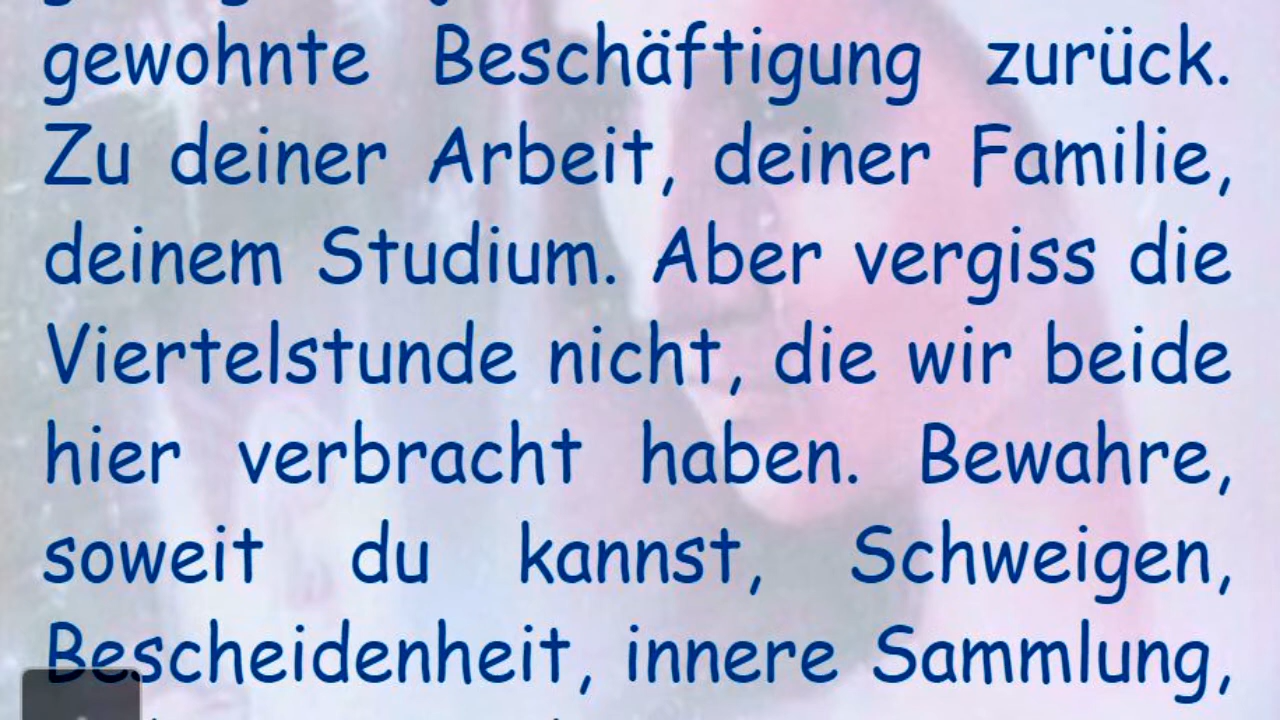 gewohnte Beschäftigung zurück.
Zu deiner Arbeit, deiner Familie,
deinem Studium. Aber vergiss die
Viertelstunde nicht, die wir beide
hier verbracht haben. Bewahre,
soweit du kannst, Schweigen,
Bescheidenheit, innere Sammlung,